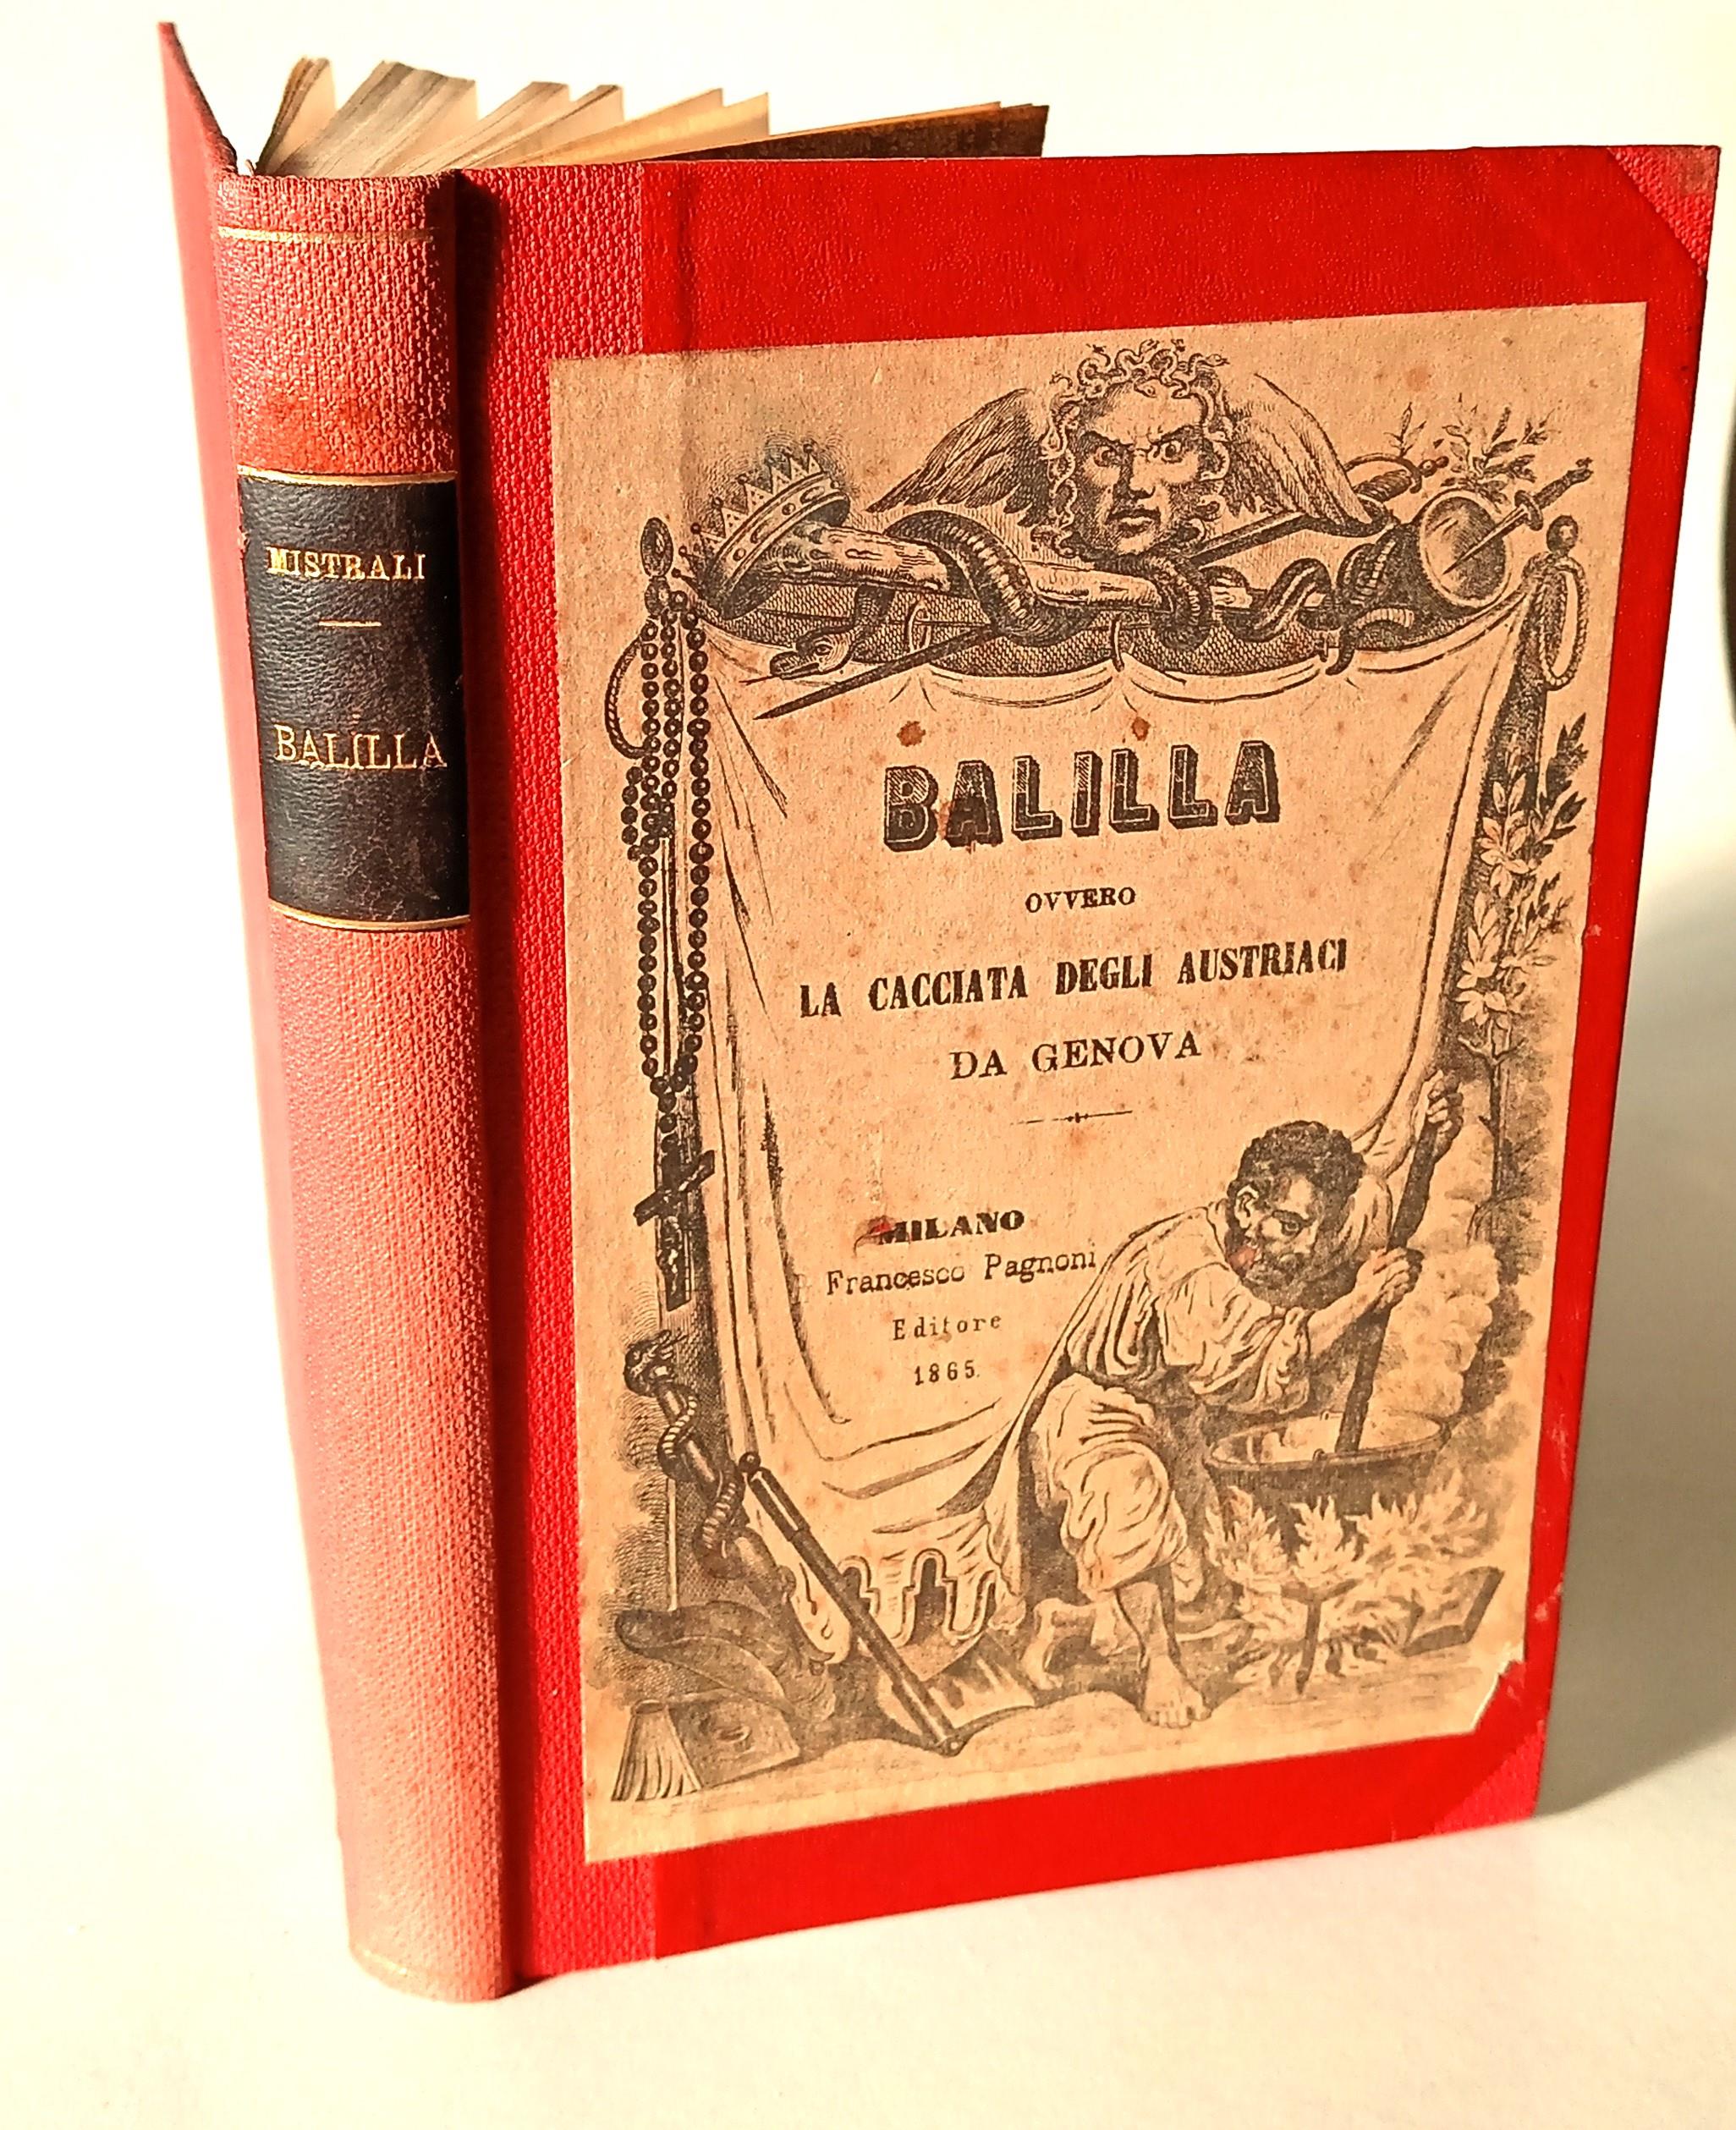 MISTRALI
BALILLA
BALILLA
OVVERO
LA CACCIATA DEGLI AUSTRIACI
DA GENOVA
MILANO
Francesco Pagnoni
Editore
1865.